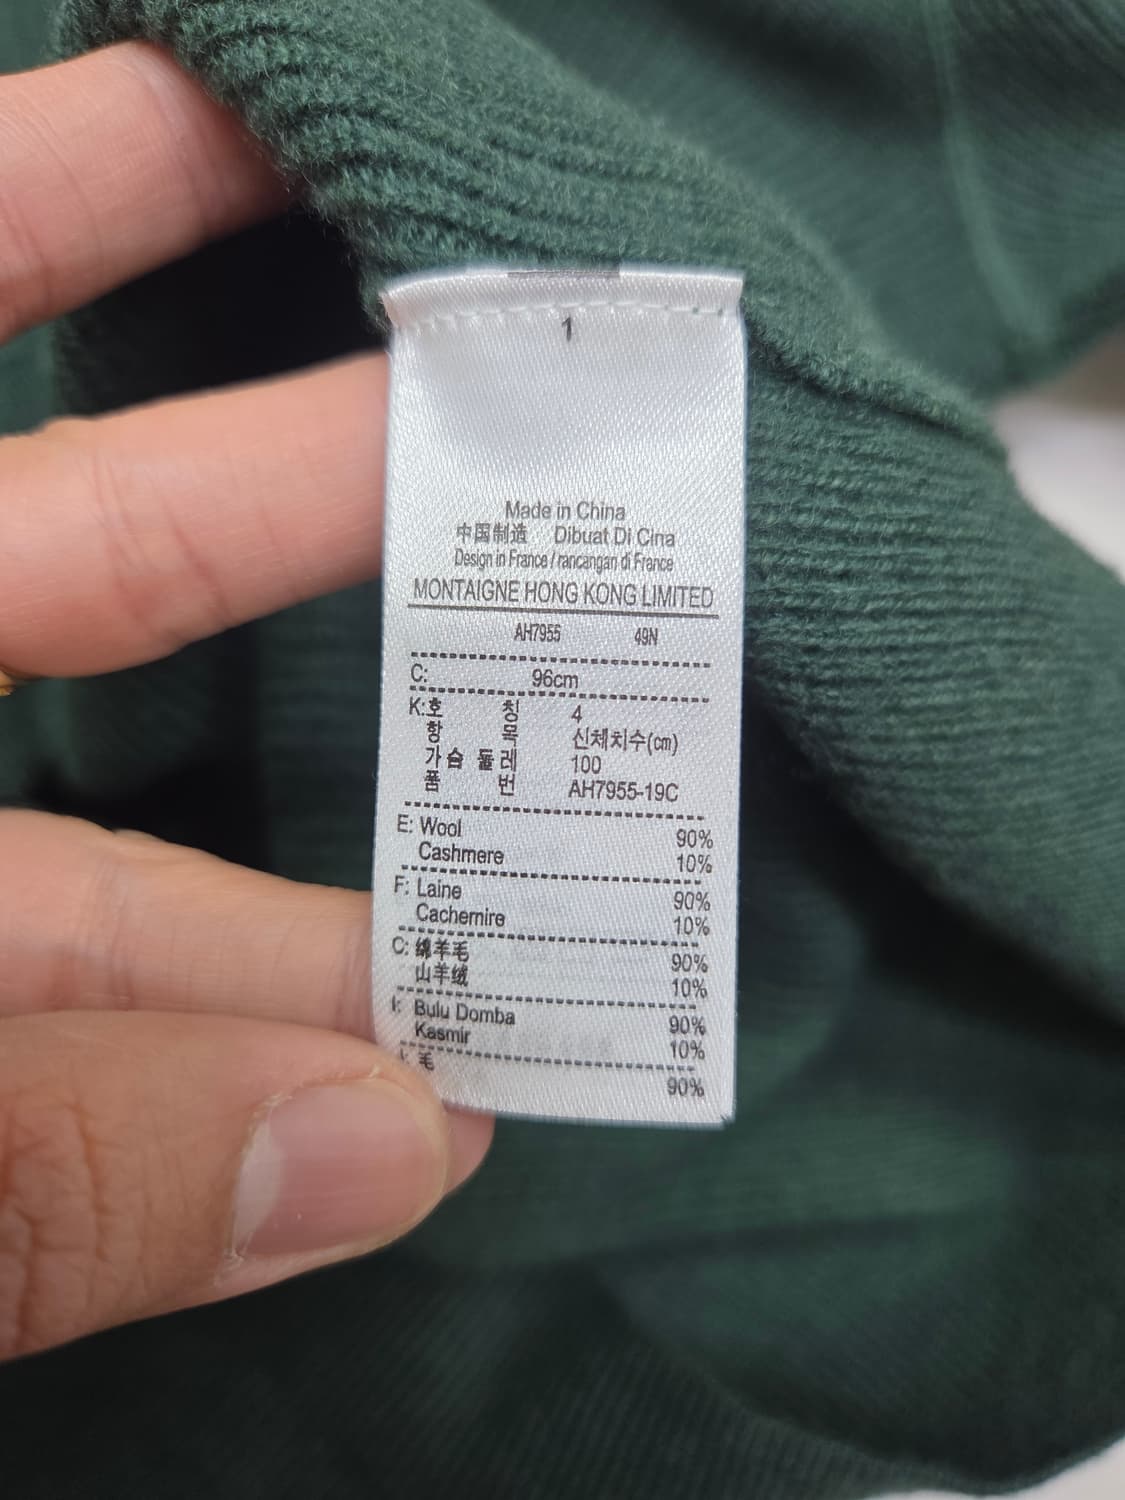 1
Made in China
中国制造 Dibuat Di Cina
Design in France / rancangan di France
MONTAIGNE HONG KONG LIMITED
AH7955 49N
C: 96cm
K:호 칭 4
항 목 신체치수(㎝)
가슴 둘레 100
품 번 AH7955-19C
E: Wool 90%
Cashmere 10%
F: Laine 90%
Cachemire 10%
C: 绵羊毛 90%
山羊绒 10%
I: Bulu Domba 90%
Kasmir 10%
毛 90%